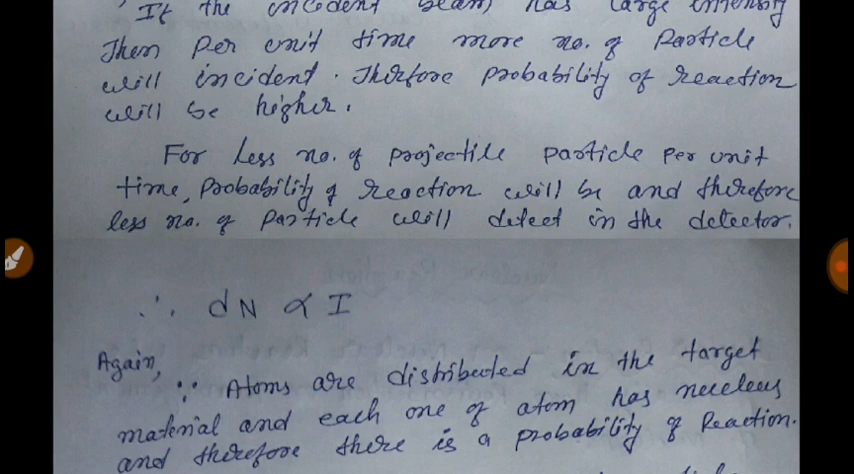 If the incident beam has large intensity
Then per unit time more no. of particle
will incident. Therfore probability of reaction
will be higher.
For less no. of projectile particle per unit
time, probability of reaction will be and therefore
less no. of particle will detect in the detector.
∴ dN ∝ I
Again,
∵ Atoms are distributed in the target
material and each one of atom has nucleus
and therefore there is a probability of Reaction.